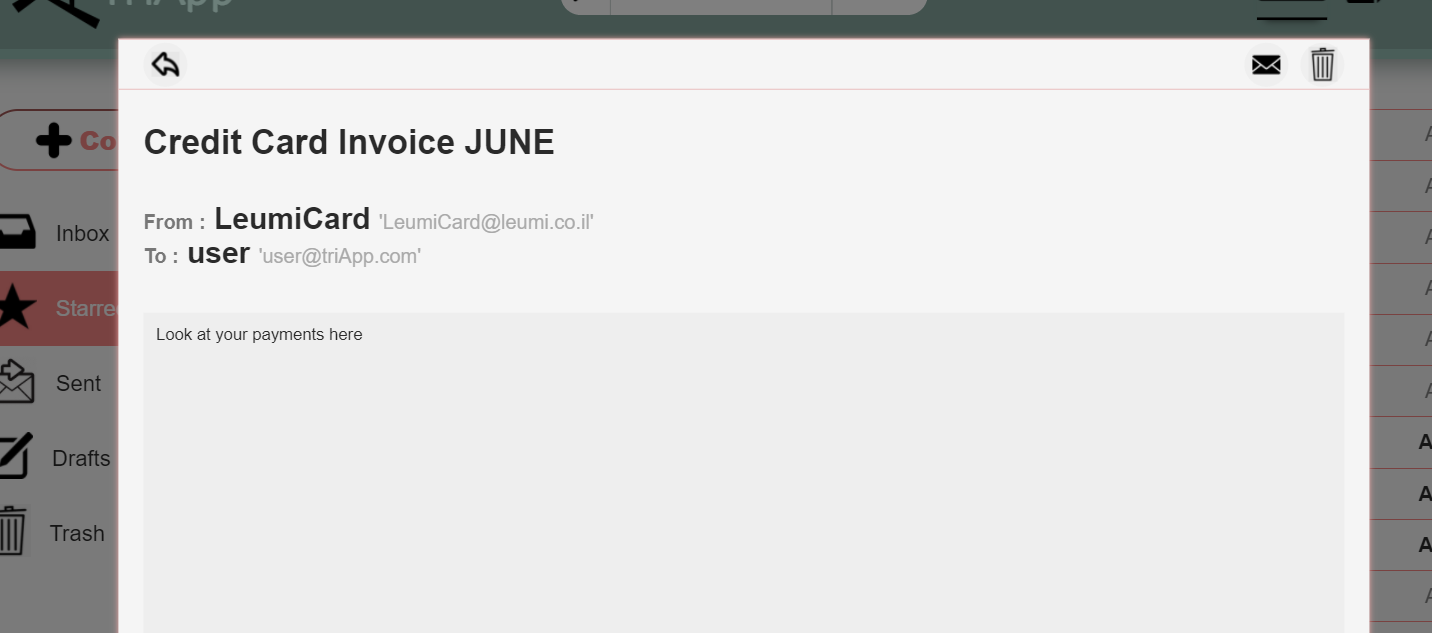 TriApp
Co
Credit Card Invoice JUNE
From : LeumiCard 'LeumiCard@leumi.co.il'
Inbox
To : user 'user@triApp.com'
Starre
Look at your payments here
Sent
Drafts
Trash